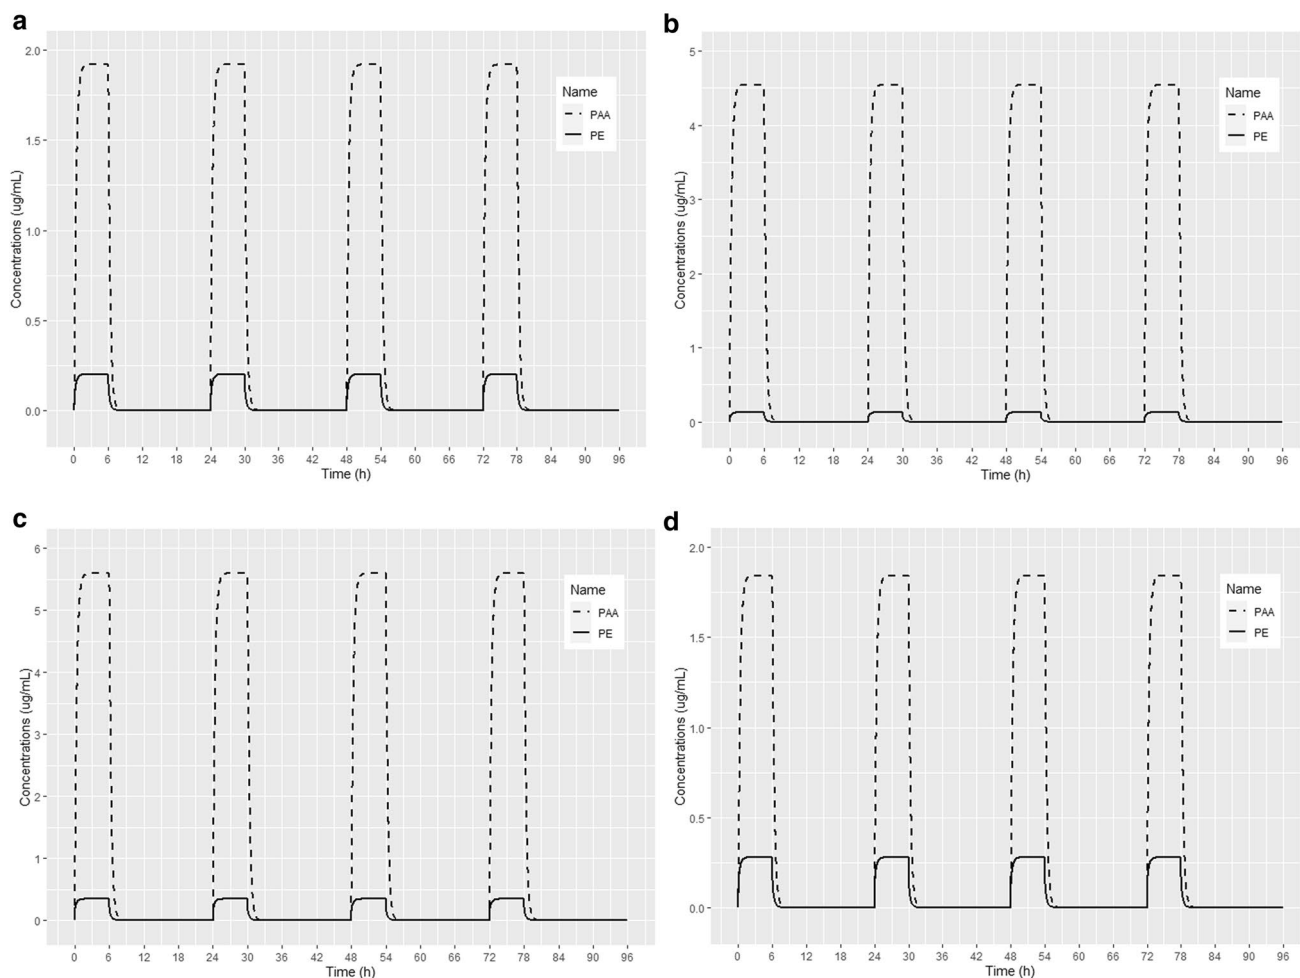 a
2.0
1.5
1.0
0.5
0.0
Concentrations (ug/mL)
0 6 12 18 24 30 36 42 48 54 60 66 72 78 84 90 96
Time (h)
Name
PAA
PE
b
5
4
3
2
1
0
Concentrations (ug/mL)
0 6 12 18 24 30 36 42 48 54 60 66 72 78 84 90 96
Time (h)
Name
PAA
PE
c
6
5
4
3
2
1
0
Concentrations (ug/mL)
0 6 12 18 24 30 36 42 48 54 60 66 72 78 84 90 96
Time (h)
Name
PAA
PE
d
2.0
1.5
1.0
0.5
0.0
Concentrations (ug/mL)
0 6 12 18 24 30 36 42 48 54 60 66 72 78 84 90 96
Time (h)
Name
PAA
PE